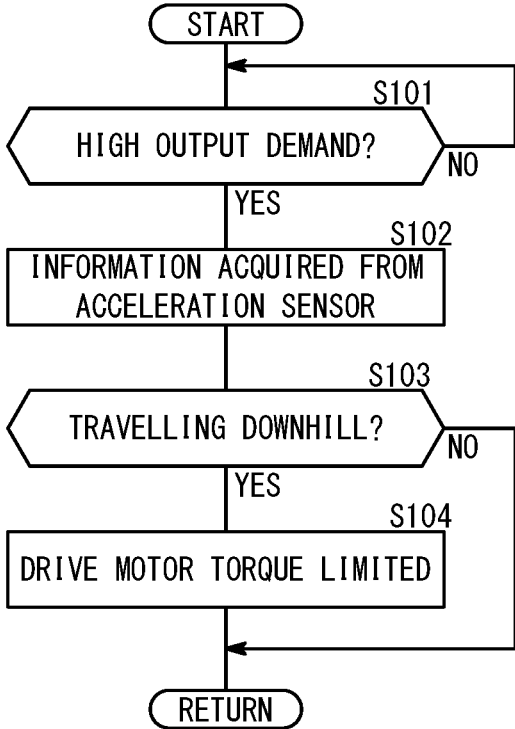 START
S101
HIGH OUTPUT DEMAND?
NO
YES
S102
INFORMATION ACQUIRED FROM
ACCELERATION SENSOR
S103
TRAVELLING DOWNHILL?
NO
YES
S104
DRIVE MOTOR TORQUE LIMITED
RETURN